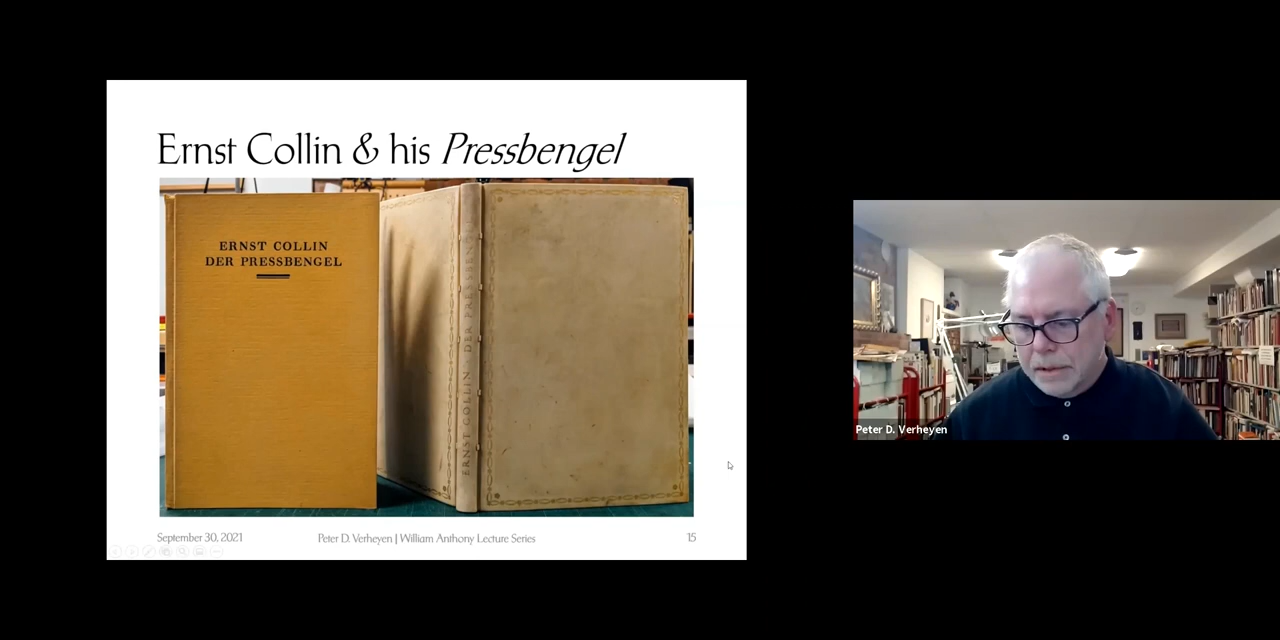 Ernst Collin & his Pressbengel
ERNST COLLIN
DER PRESSBENGEL
ERNST COLLIN DER PRESSBENGEL
September 30, 2021
Peter D. Verheyen | William Anthony Lecture Series
15
Peter D. Verheyen